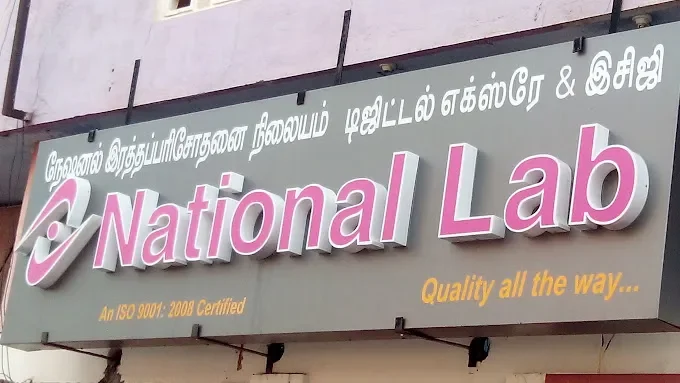 நேஷனல் இரத்தப்பரிசோதனை நிலையம் டிஜிட்டல் எக்ஸ்ரே & இசிஜி
National Lab
An ISO 9001: 2008 Certified
Quality all the way...